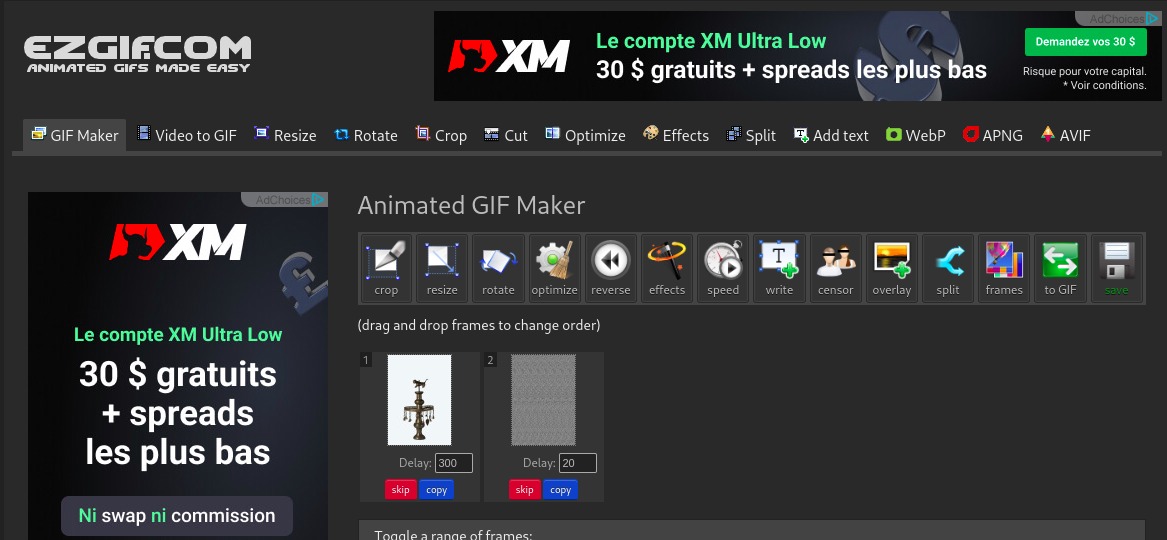 EZGIF.COM
ANIMATED GIFS MADE EASY
AdChoices
XM
Le compte XM Ultra Low
30 $ gratuits + spreads les plus bas
Demandez vos 30 $
Risque pour votre capital.
* Voir conditions.
GIF Maker Video to GIF Resize Rotate Crop Cut Optimize Effects Split Add text WebP APNG AVIF
AdChoices
XM
Le compte XM Ultra Low
30 $ gratuits
+ spreads
les plus bas
Ni swap ni commission
Animated GIF Maker
crop resize rotate optimize reverse effects speed write censor overlay split frames to GIF save
(drag and drop frames to change order)
1 2
Delay: 300 Delay: 20
skip copy skip copy
Toggle a range of frames: